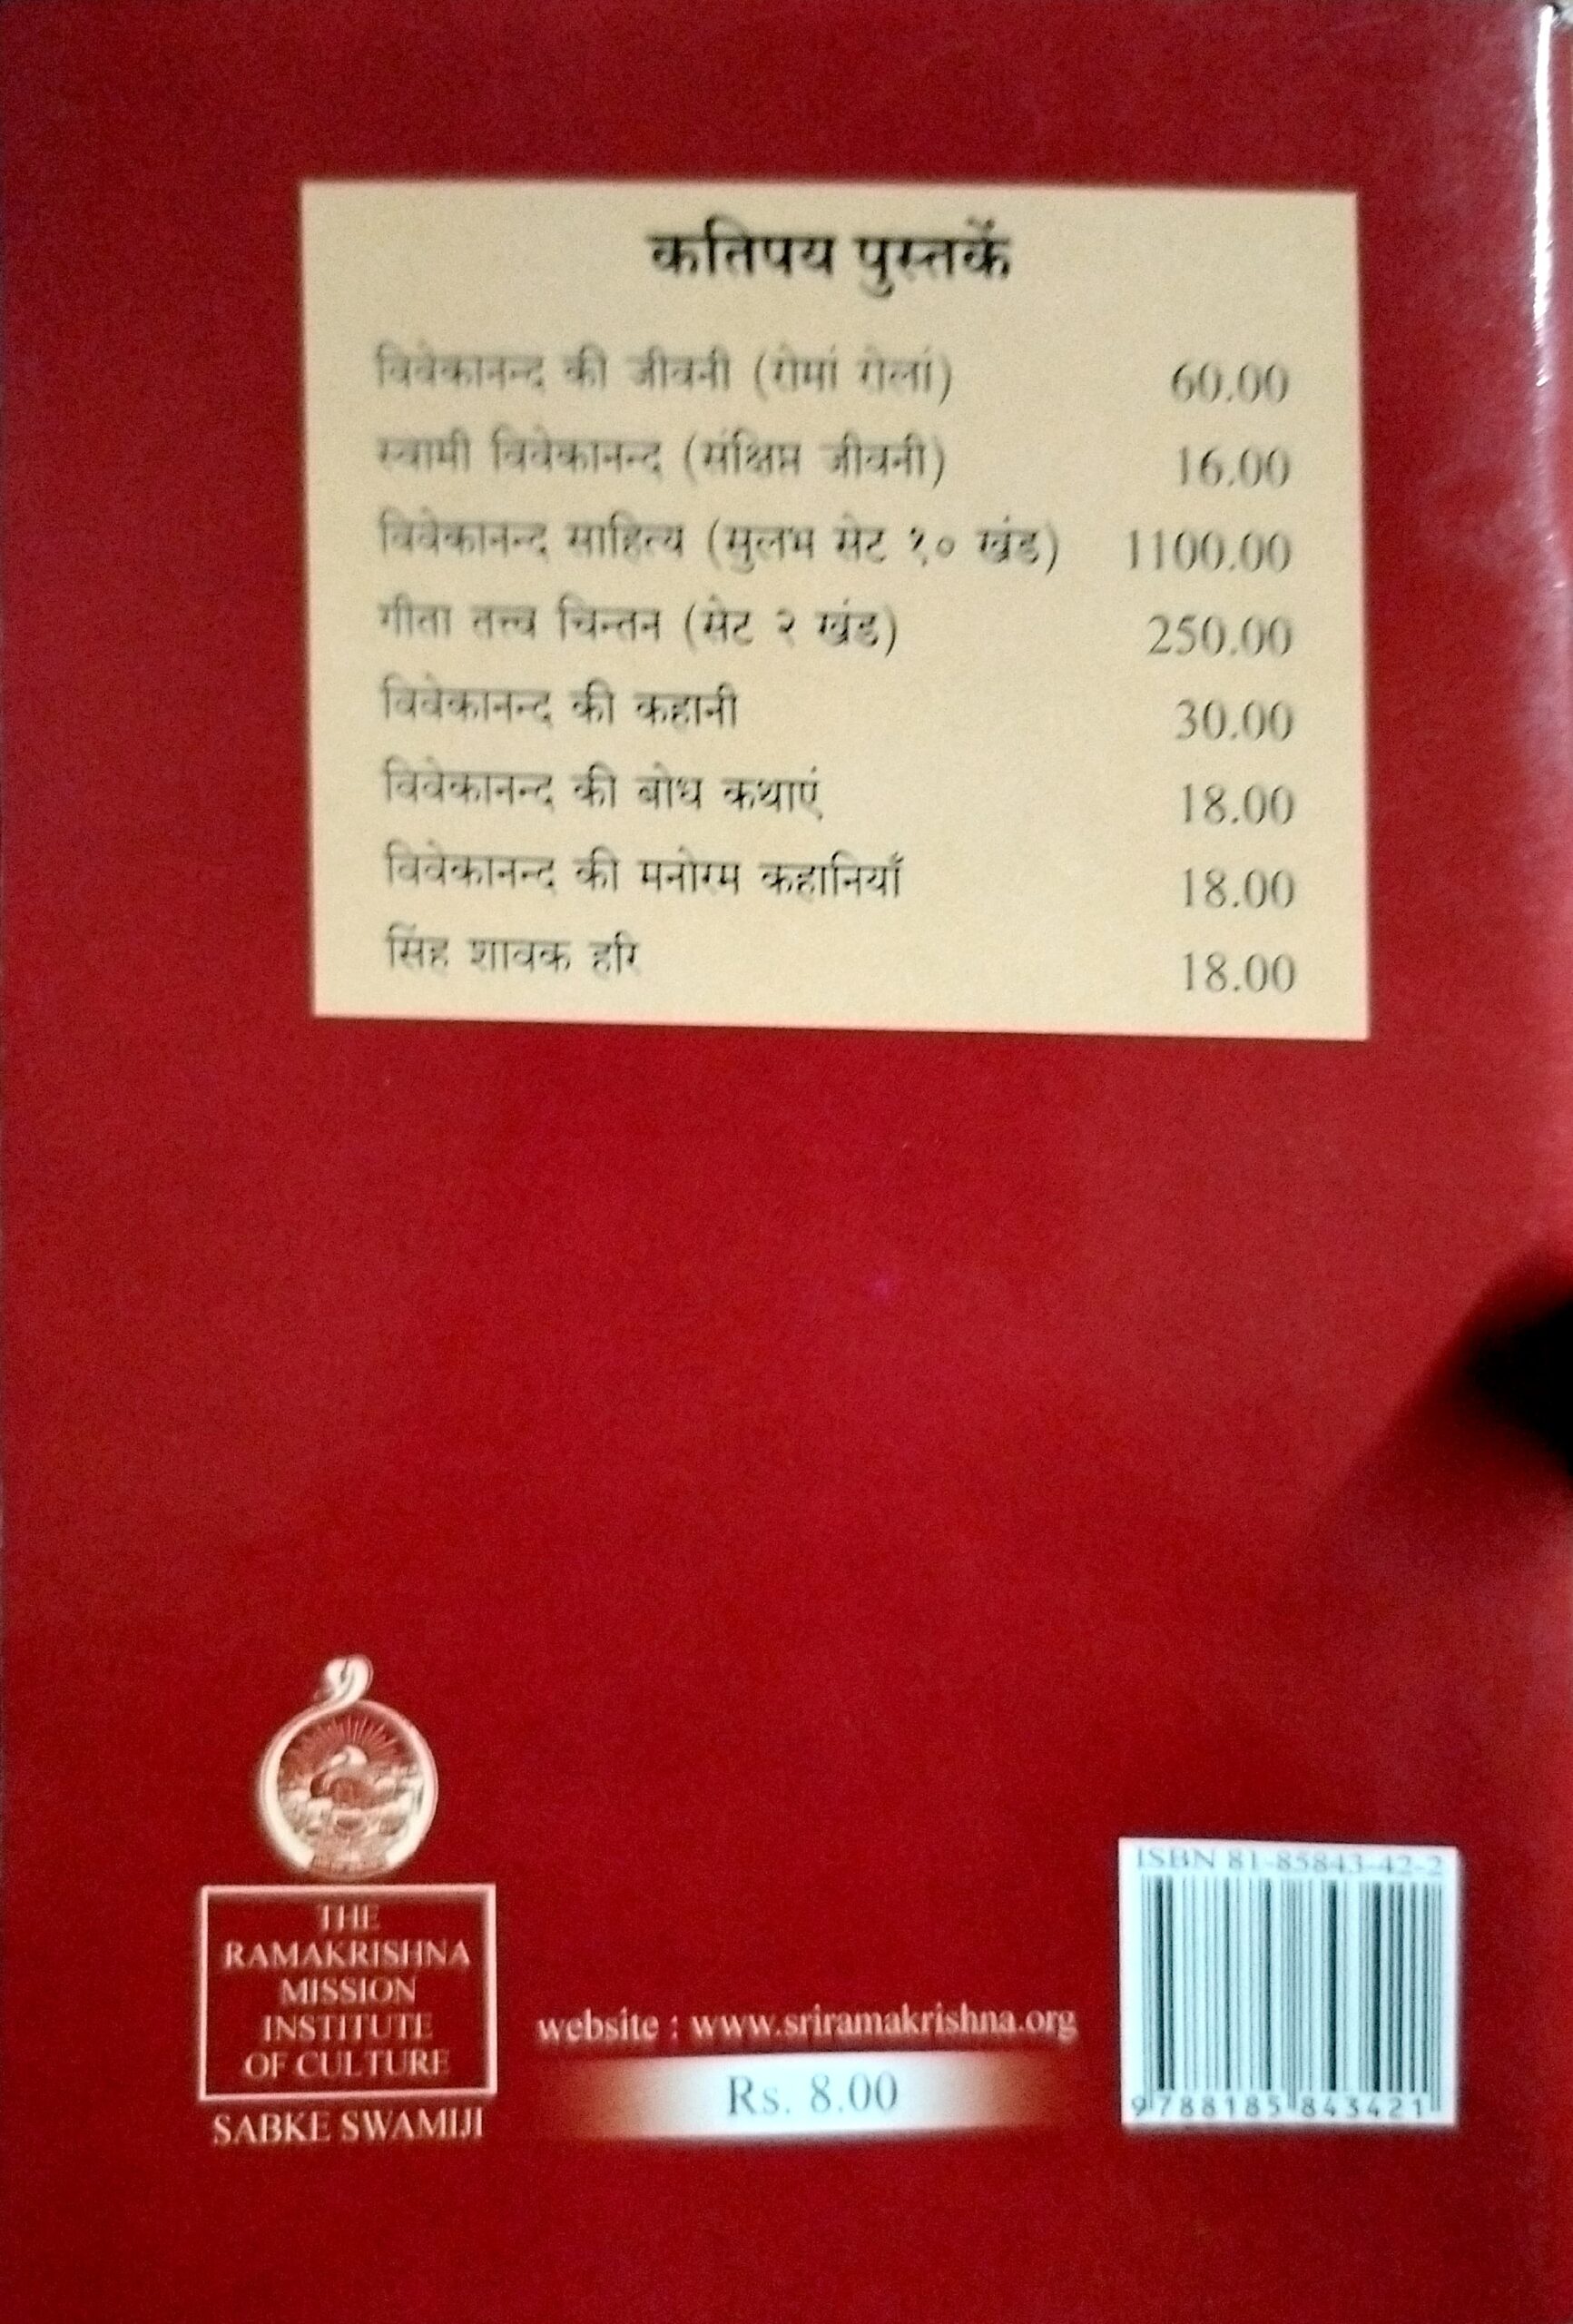 कतिपय पुस्तकें
विवेकानन्द की जीवनी (रोमां रोलां) 60.00
स्वामी विवेकानन्द (संक्षिप्त जीवनी) 16.00
विवेकानन्द साहित्य (सुलभ सेट १० खंड) 1100.00
गीता तत्त्व चिन्तन (सेट २ खंड) 250.00
विवेकानन्द की कहानी 30.00
विवेकानन्द की बोध कथाएं 18.00
विवेकानन्द की मनोरम कहानियाँ 18.00
सिंह शावक हरि 18.00
THE
RAMAKRISHNA
MISSION
INSTITUTE
OF CULTURE
SABKE SWAMIJI
website : www.sriramakrishna.org
Rs. 8.00
ISBN 81-85843-42-2
9788185843421